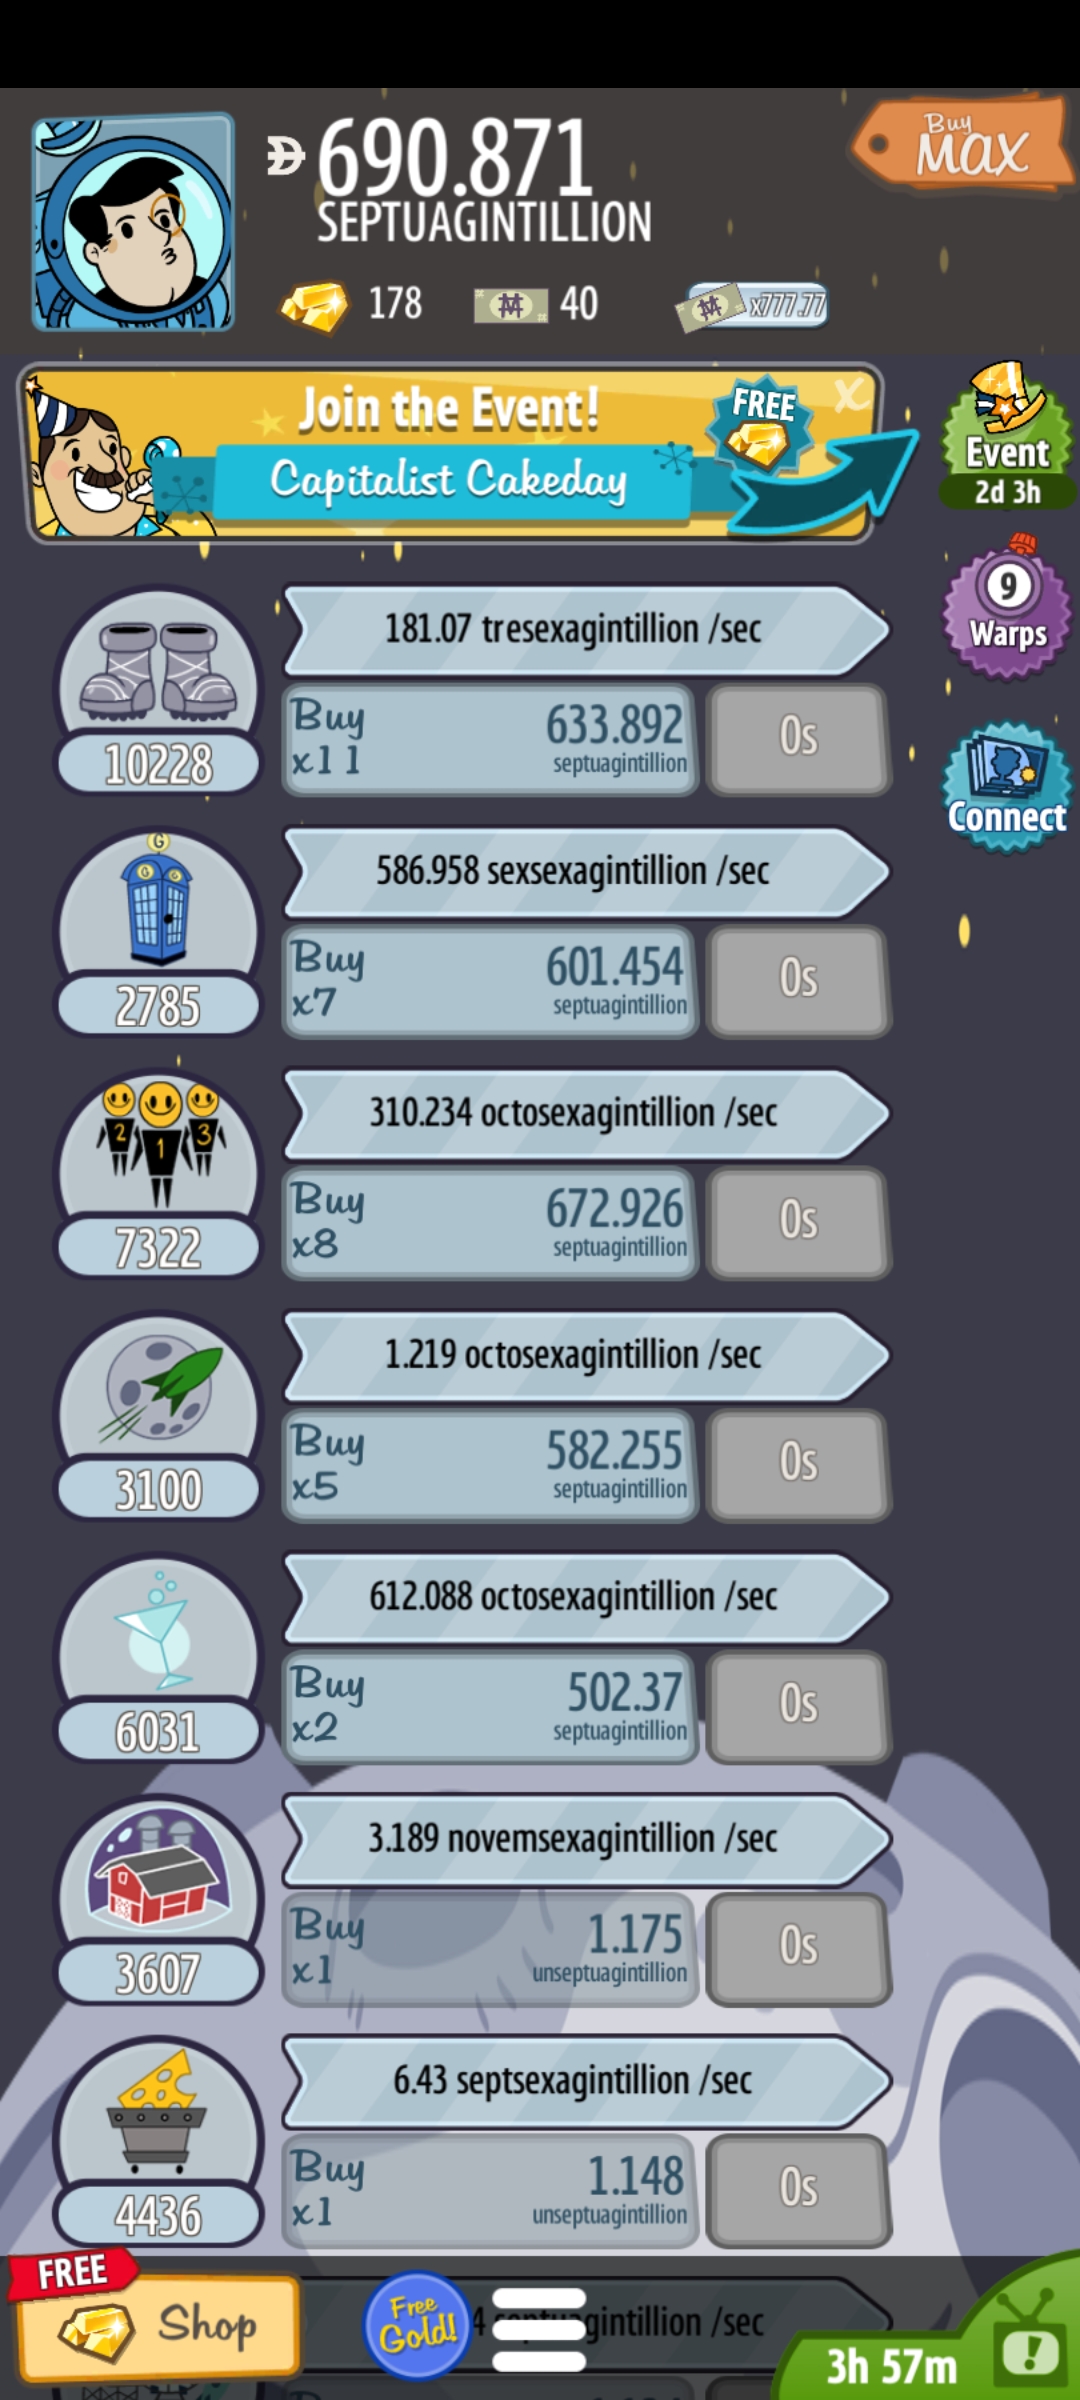 690.871
SEPTUAGINTILLION
Buy
MAX
178
40
x777.77
Join the Event!
Capitalist Cakeday
FREE
X
Event
2d 3h
9
Warps
Connect
181.07 tresexagintillion /sec
10228
Buy
x11
633.892
septuagintillion
0s
G
G G
586.958 sexsexagintillion /sec
2785
Buy
x7
601.454
septuagintillion
0s
2 1 3
310.234 octosexagintillion /sec
7322
Buy
x8
672.926
septuagintillion
0s
1.219 octosexagintillion /sec
3100
Buy
x5
582.255
septuagintillion
0s
612.088 octosexagintillion /sec
6031
Buy
x2
502.37
septuagintillion
0s
3.189 novemsexagintillion /sec
3607
Buy
x1
1.175
unseptuagintillion
0s
6.43 septsexagintillion /sec
4436
Buy
x1
1.148
unseptuagintillion
0s
FREE
Shop
Free
Gold!
/sec
3h 57m
!